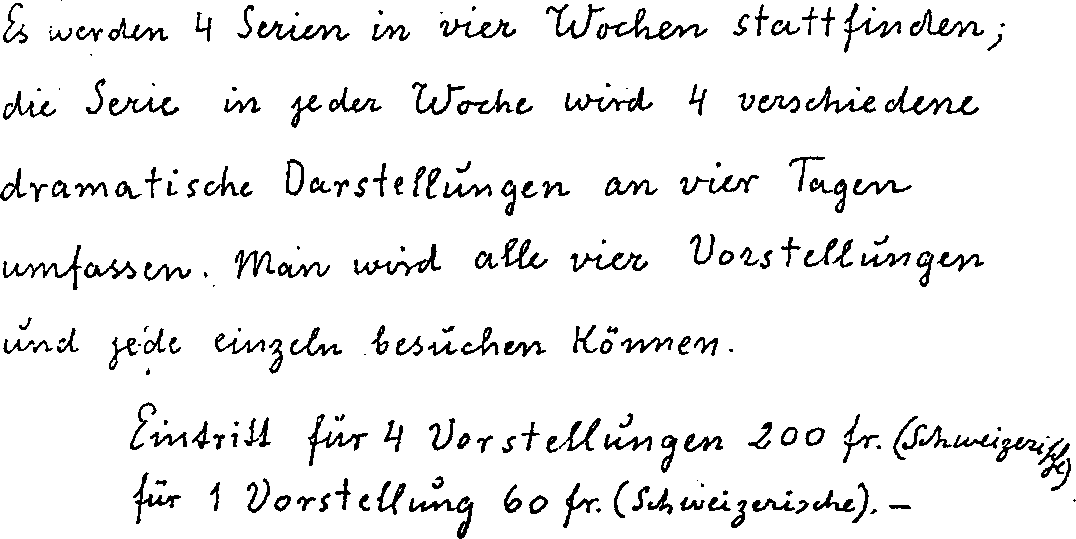 Es werden 4 Serien in vier Wochen stattfinden;
die Serie in jeder Woche wird 4 verschiedene
dramatische Darstellungen an vier Tagen
umfassen. Man wird alle vier Vorstellungen
und jede einzeln besuchen Können.
Eintritt für 4 Vorstellungen 200 fr. (Schweizerische)
für 1 Vorstellung 60 fr. (Schweizerische). –